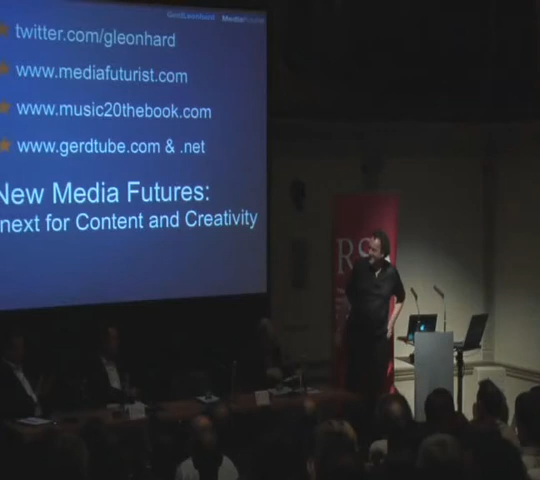 GerdLeonhard MediaFuturist
twitter.com/gleonhard
www.mediafuturist.com
www.music20thebook.com
www.gerdtube.com & .net
New Media Futures:
next for Content and Creativity
RS